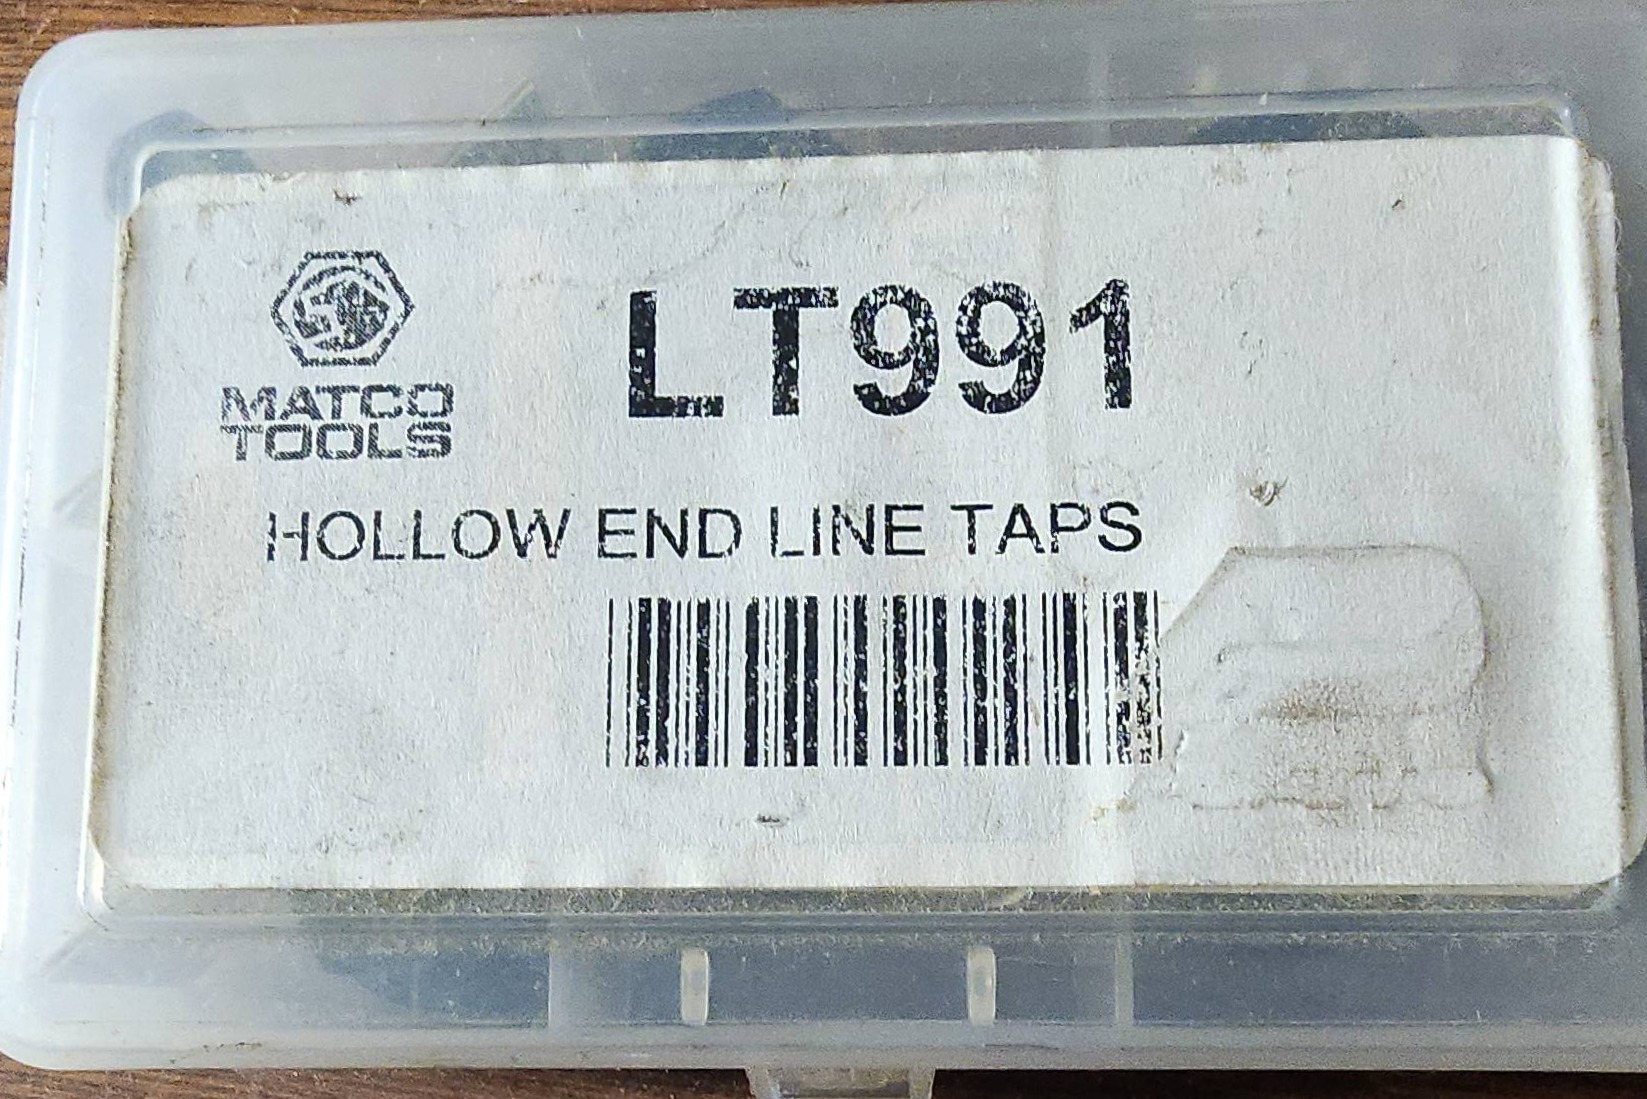 MATCO
TOOLS
LT991
HOLLOW END LINE TAPS